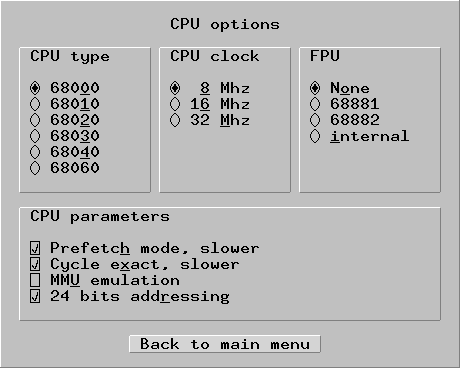 CPU options
CPU type
68000
68010
68020
68030
68040
68060
CPU clock
8 Mhz
16 Mhz
32 Mhz
FPU
None
68881
68882
internal
CPU parameters
Prefetch mode, slower
Cycle exact, slower
MMU emulation
24 bits addressing
Back to main menu